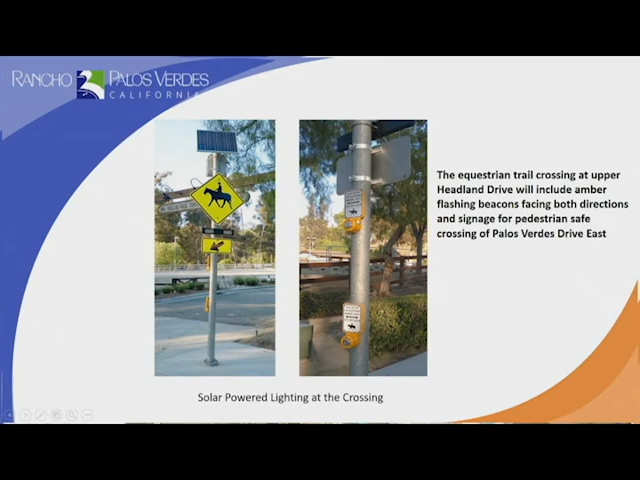 RANCHO PALOS VERDES
CALIFORNIA
The equestrian trail crossing at upper
Headland Drive will include amber
flashing beacons facing both directions
and signage for pedestrian safe
crossing of Palos Verdes Drive East
Solar Powered Lighting at the Crossing